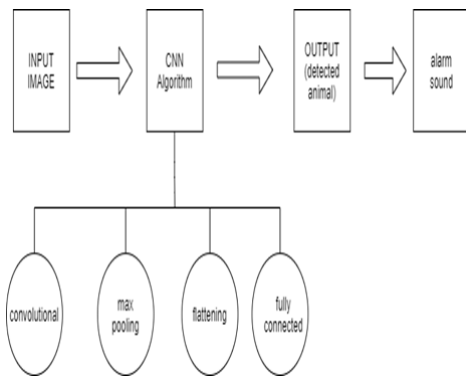 INPUT
IMAGE
CNN
Algorithm
OUTPUT
(detected
animal)
alarm
sound
convolutional
max
pooling
flattening
fully
connected